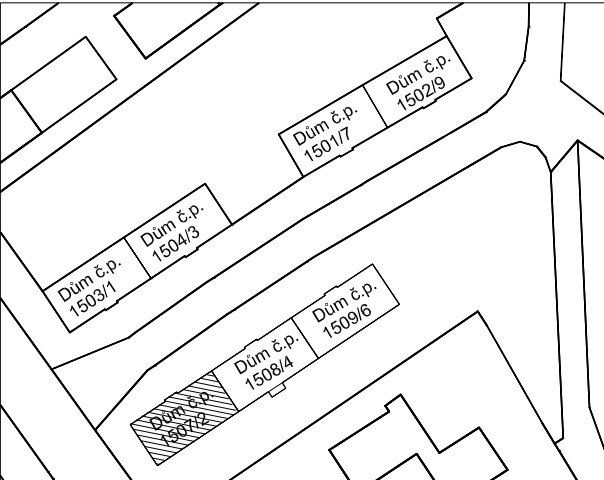 Dům č.p.
1502/9
Dům č.p.
1501/7
Dům č.p.
1504/3
Dům č.p.
1503/1
Dům č.p.
1509/6
Dům č.p.
1508/4
Dům č.p.
1507/2